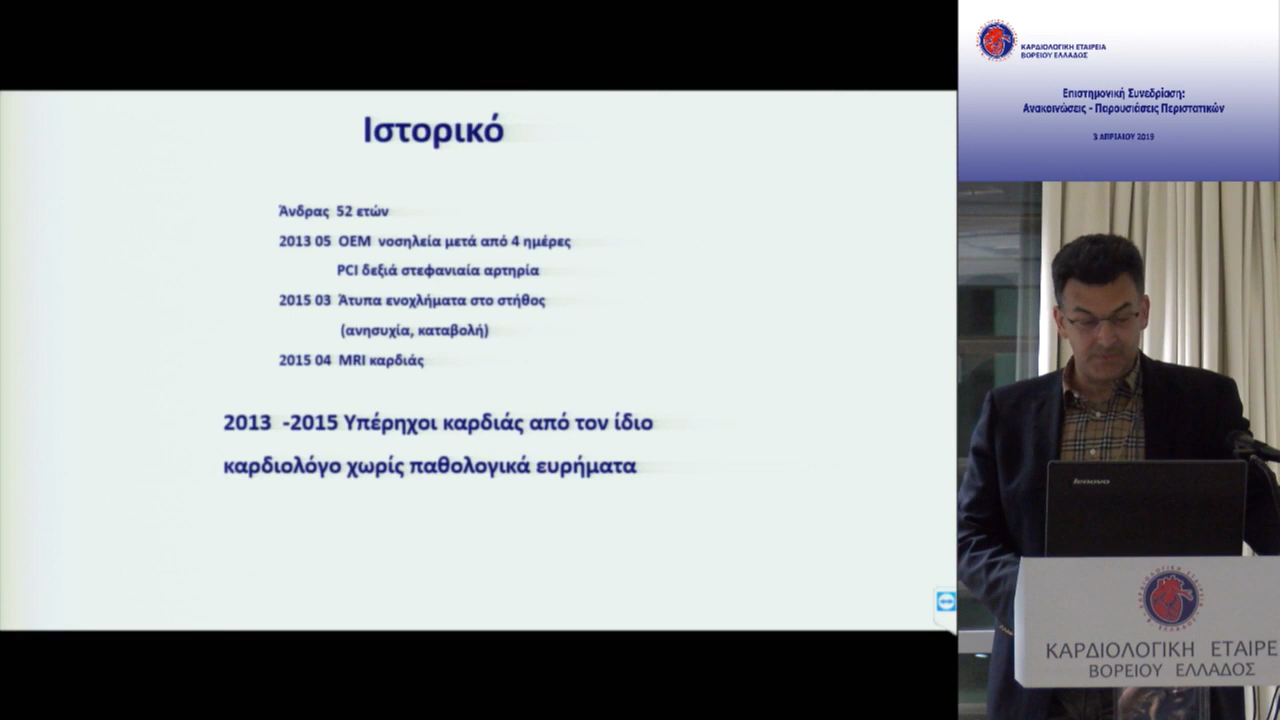 Ιστορικό
Άνδρας 52 ετών
2013 05 ΟΕΜ νοσηλεία μετά από 4 ημέρες
PCI δεξιά στεφανιαία αρτηρία
2015 03 Άτυπα ενοχλήματα στο στήθος
(ανησυχία, καταβολή)
2015 04 MRI καρδιάς
2013 -2015 Υπέρηχοι καρδιάς από τον ίδιο
καρδιολόγο χωρίς παθολογικά ευρήματα
ΚΑΡΔΙΟΛΟΓΙΚΗ ΕΤΑΙΡΕΙΑ
ΒΟΡΕΙΟΥ ΕΛΛΑΔΟΣ
Επιστημονική Συνεδρίαση:
Ανακοινώσεις - Παρουσιάσεις Περιστατικών
3 ΑΠΡΙΛΙΟΥ 2019
lenovo
ΚΑΡΔΙΟΛΟΓΙΚΗ ΕΤΑΙΡΕ
ΒΟΡΕΙΟΥ ΕΛΛΑΔΟΣ